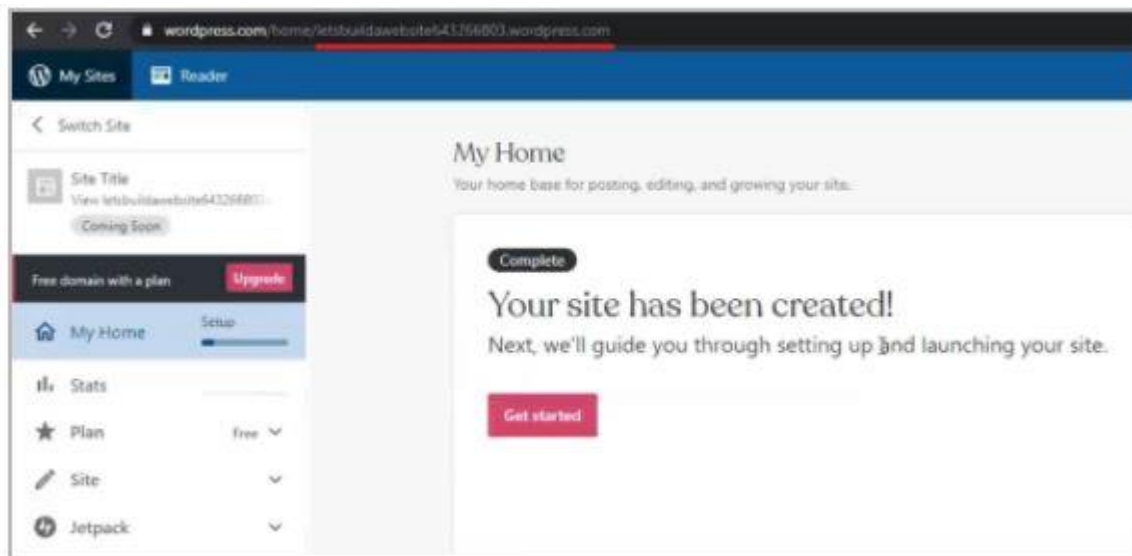 wordpress.com/home/letsbuildawebsite643266803.wordpress.com
My Sites
Reader
Switch Site
Site Title
View letsbuildawebsite643266803
Coming Soon
Free domain with a plan
Upgrade
My Home
Setup
Stats
Plan
Free
Site
Jetpack
My Home
Your home base for posting, editing, and growing your site.
Complete
Your site has been created!
Next, we'll guide you through setting up and launching your site.
Get started